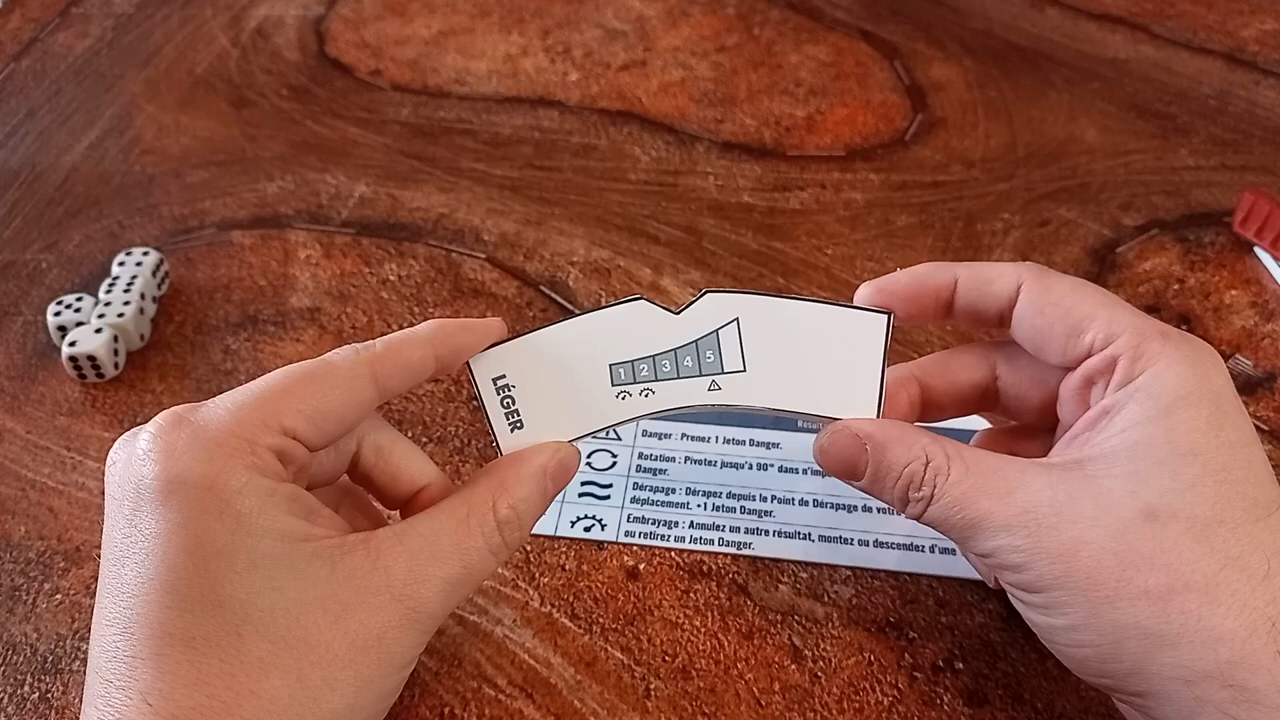 LÉGER
1 2 3 4 5
Danger : Prenez 1 Jeton Danger.
Rotation : Pivotez jusqu'à 90° dans
Danger.
Dérapage : Dérapez depuis le Point de Dérapage de
déplacement. +1 Jeton Danger.
Embrayage : Annulez un autre résultat, montez ou descendez d'une
ou retirez un Jeton Danger.